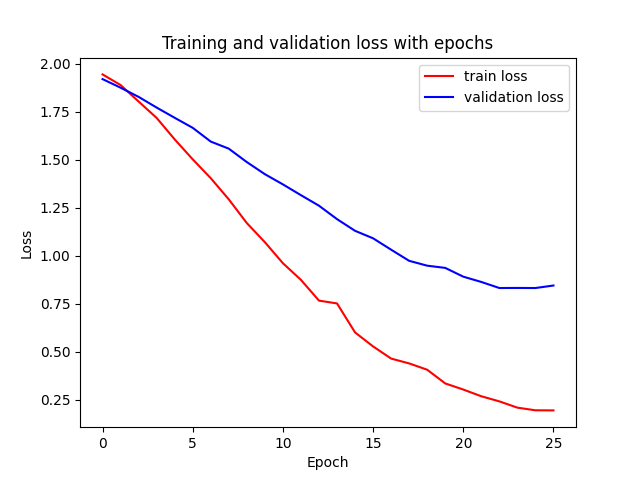 Training and validation loss with epochs
train loss
validation loss
Loss
2.00
1.75
1.50
1.25
1.00
0.75
0.50
0.25
0 5 10 15 20 25
Epoch